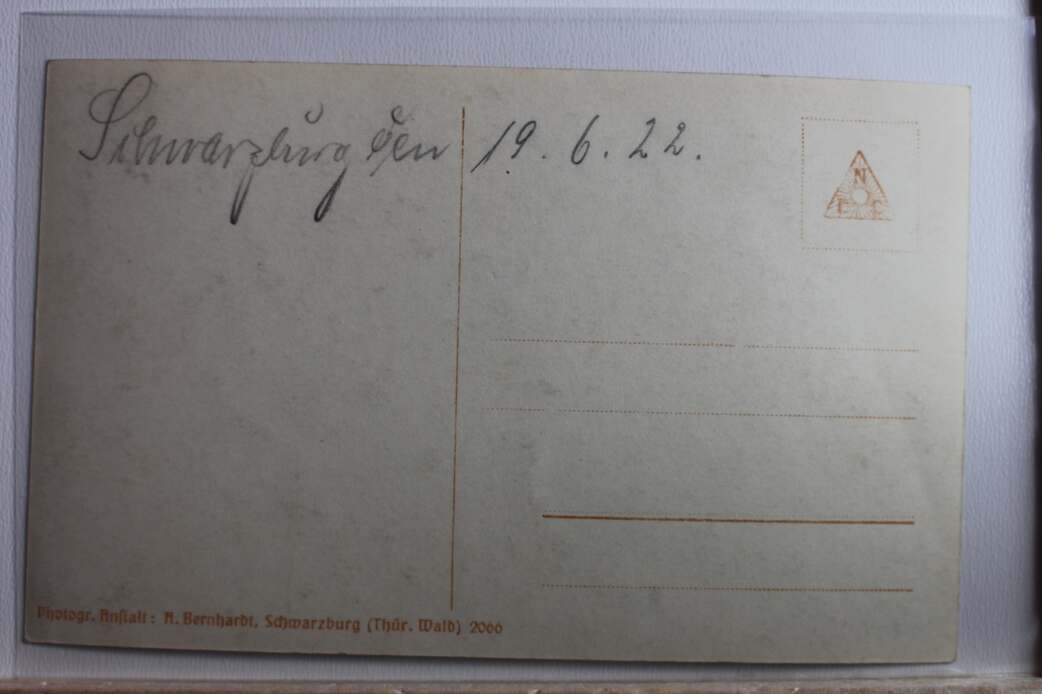 Schwarzburg den 19.6.22.
N
F E
Photogr. Anstalt: A. Bernhardt, Schwarzburg (Thür. Wald) 2066